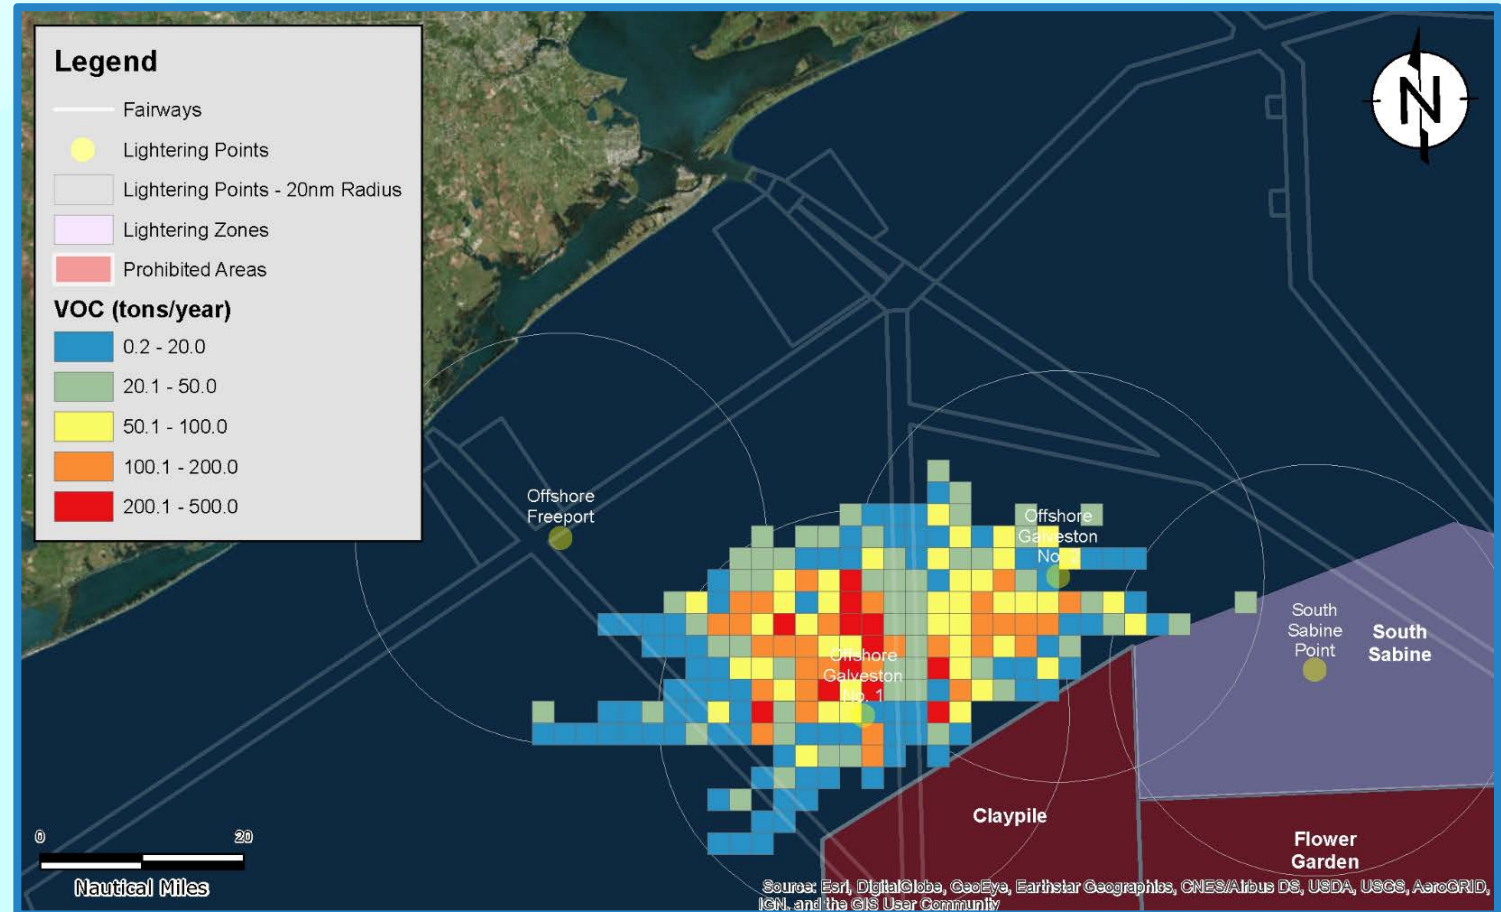 Legend
Fairways
Lightering Points
Lightering Points - 20nm Radius
Lightering Zones
Prohibited Areas
VOC (tons/year)
0.2 - 20.0
20.1 - 50.0
50.1 - 100.0
100.1 - 200.0
200.1 - 500.0
N
Offshore
Freeport
Offshore
Galveston
No.
Offshore
Galveston
No. 1
South
Sabine
Point
South
Sabine
Claypile
Flower
Garden
0 20
Nautical Miles
Source: Esri, DigitalGlobe, GeoEye, Earthstar Geographics, CNES/Airbus DS, USDA, USGS, AeroGRID,
IGN, and the GIS User Community